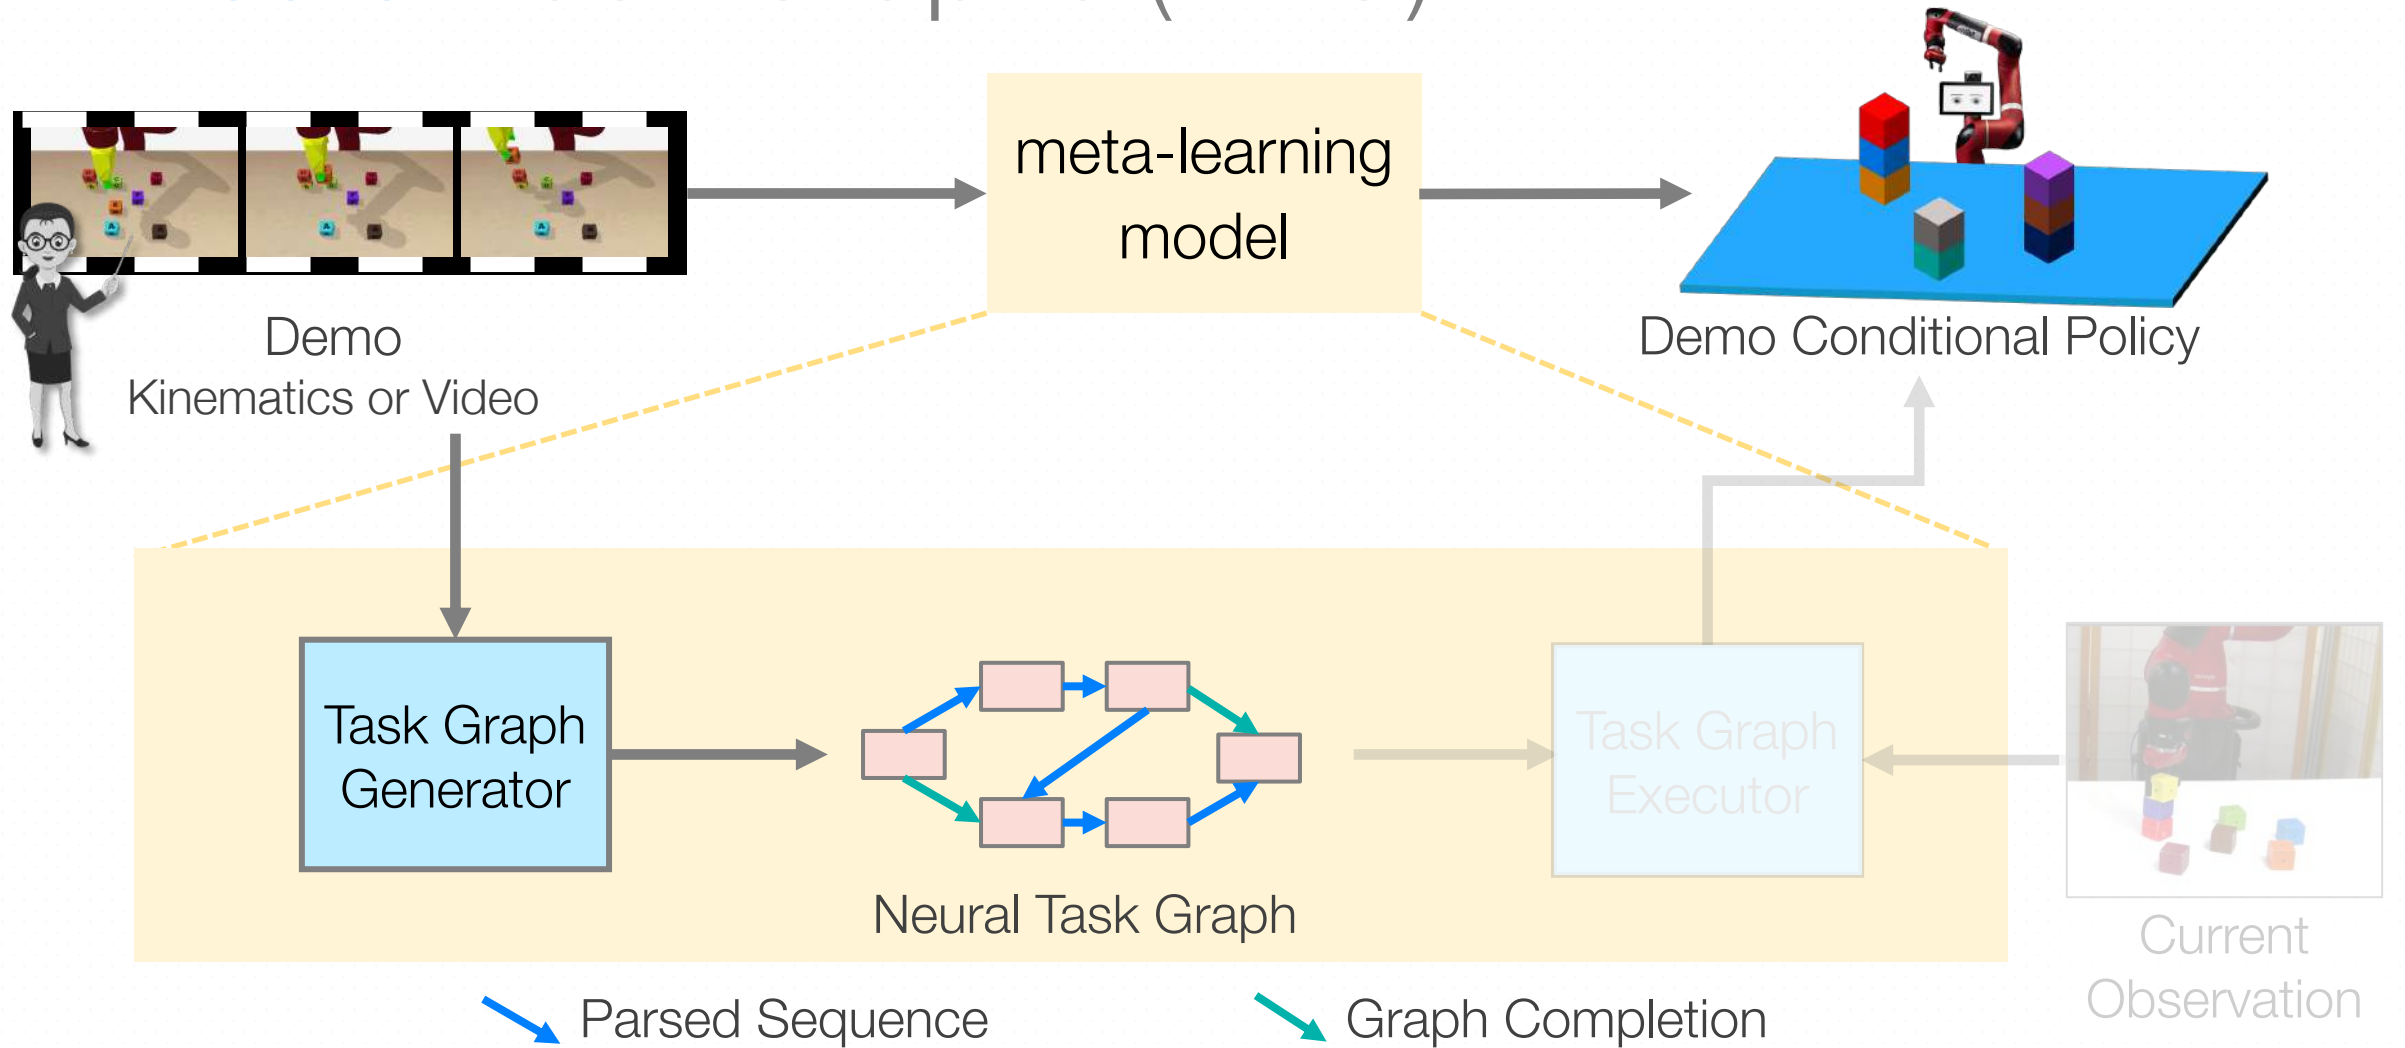 meta-learning
model
Demo
Kinematics or Video
Demo Conditional Policy
Task Graph
Generator
Neural Task Graph
Task Graph
Executor
Current
Observation
Parsed Sequence
Graph Completion